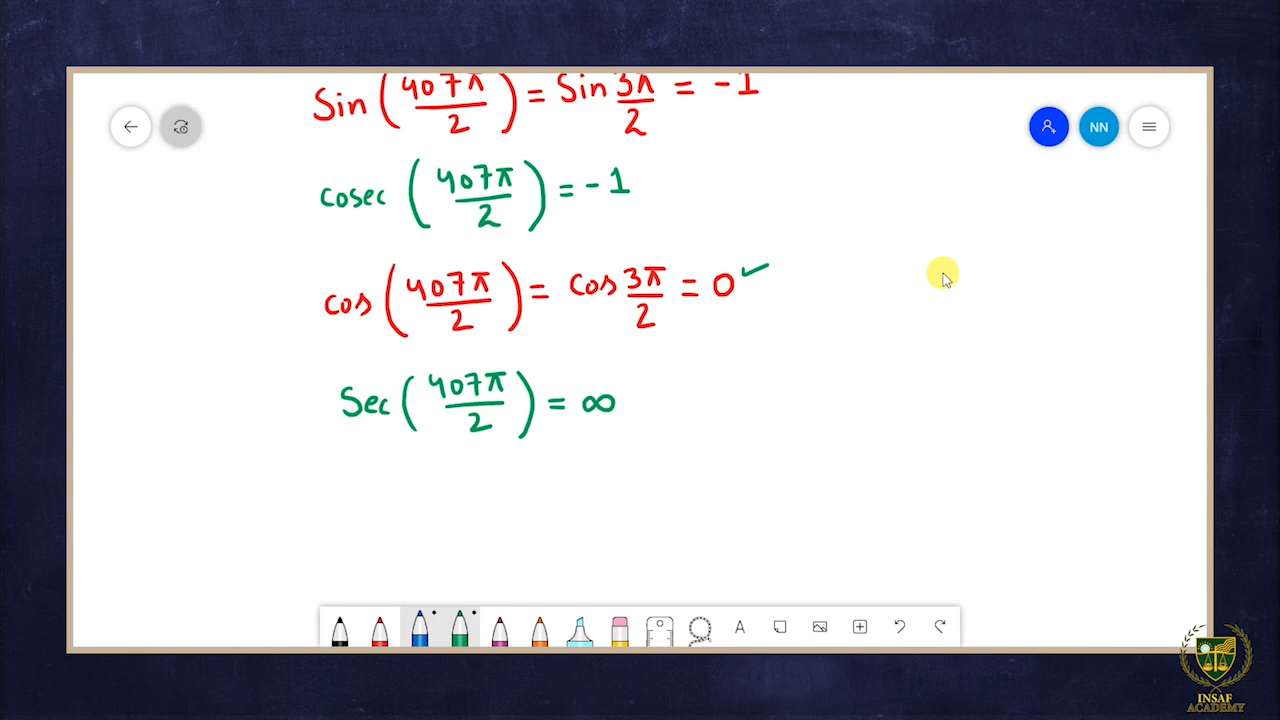 Sin (407π/2) = Sin 3π/2 = -1
NN
cosec (407π/2) = -1
cos (407π/2) = cos 3π/2 = 0 ✓
Sec (407π/2) = ∞
A
INSAF
ACADEMY